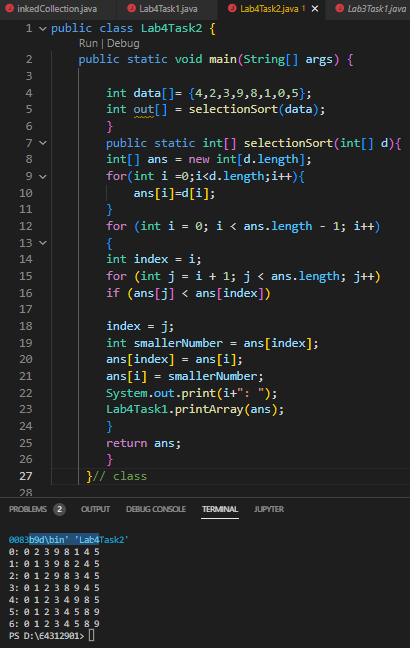 inkedCollection.java Lab4Task1.java Lab4Task2.java 1 × Lab3Task1.java
1 public class Lab4Task2 {
Run | Debug
2 public static void main(String[] args) {
3
4 int data[]= {4,2,3,9,8,1,0,5};
5 int out[] = selectionSort(data);
6 }
7 public static int[] selectionSort(int[] d){
8 int[] ans = new int[d.length];
9 for(int i =0;i<d.length;i++){
10 ans[i]=d[i];
11 }
12 for (int i = 0; i < ans.length - 1; i++)
13 {
14 int index = i;
15 for (int j = i + 1; j < ans.length; j++)
16 if (ans[j] < ans[index])
17
18 index = j;
19 int smallerNumber = ans[index];
20 ans[index] = ans[i];
21 ans[i] = smallerNumber;
22 System.out.print(i+": ");
23 Lab4Task1.printArray(ans);
24 }
25 return ans;
26 }
27 }// class
28
PROBLEMS 2 OUTPUT DEBUG CONSOLE TERMINAL JUPYTER
0083b9d\bin' 'Lab4Task2'
0: 0 2 3 9 8 1 4 5
1: 0 1 3 9 8 2 4 5
2: 0 1 2 9 8 3 4 5
3: 0 1 2 3 8 9 4 5
4: 0 1 2 3 4 9 8 5
5: 0 1 2 3 4 5 8 9
6: 0 1 2 3 4 5 8 9
PS D:\64312901>